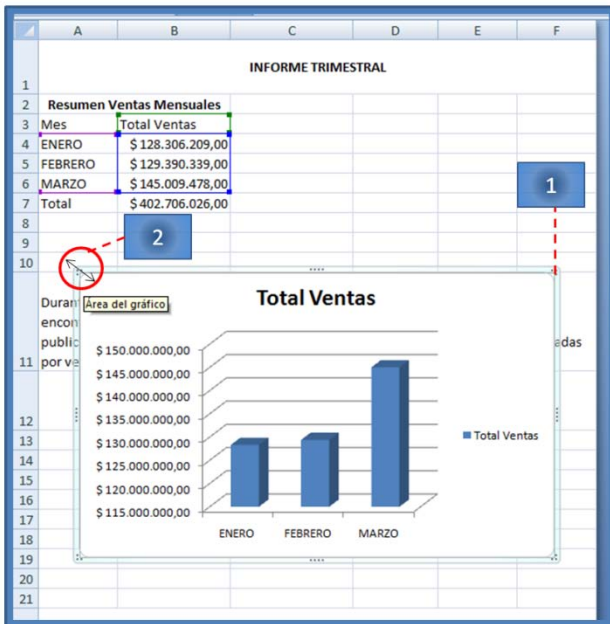 A B C D E F
1 INFORME TRIMESTRAL
2 Resumen Ventas Mensuales
3 Mes Total Ventas
4 ENERO $ 128.306.209,00
5 FEBRERO $ 129.390.339,00
6 MARZO $ 145.009.478,00
7 Total $ 402.706.026,00
1
8
2
9
10
Área del gráfico
Total Ventas
11 por
adas
$ 150.000.000,00
$ 145.000.000,00
$ 140.000.000,00
$ 135.000.000,00
$ 130.000.000,00
$ 125.000.000,00
$ 120.000.000,00
$ 115.000.000,00
Total Ventas
ENERO FEBRERO MARZO
12
13
14
15
16
17
18
19
20
21